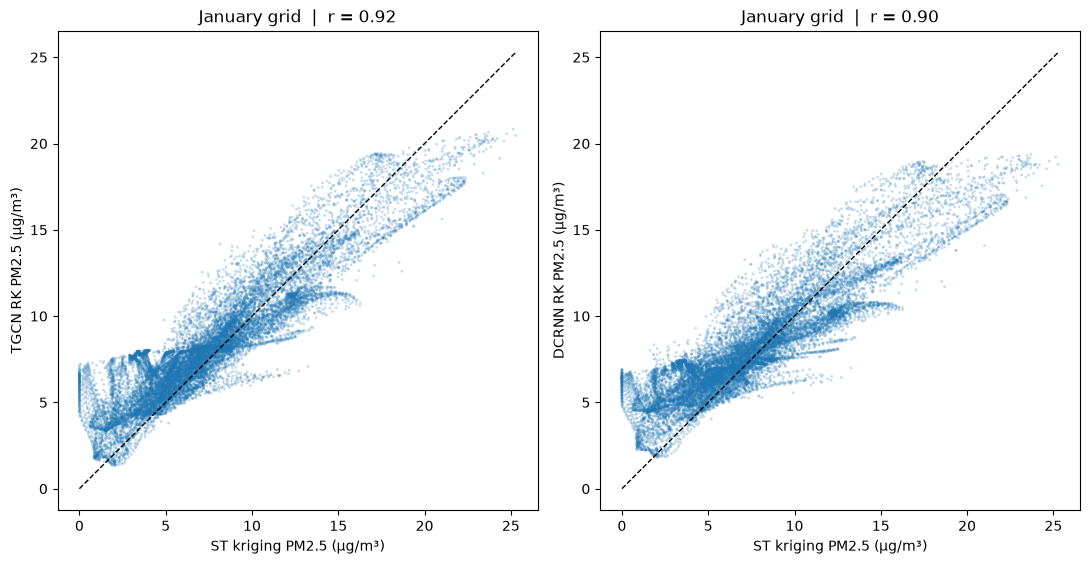 January grid | r = 0.92
TGCN RK PM2.5 (µg/m³)
25
20
15
10
5
0
0 5 10 15 20 25
ST kriging PM2.5 (µg/m³)
January grid | r = 0.90
DCRNN RK PM2.5 (µg/m³)
25
20
15
10
5
0
0 5 10 15 20 25
ST kriging PM2.5 (µg/m³)